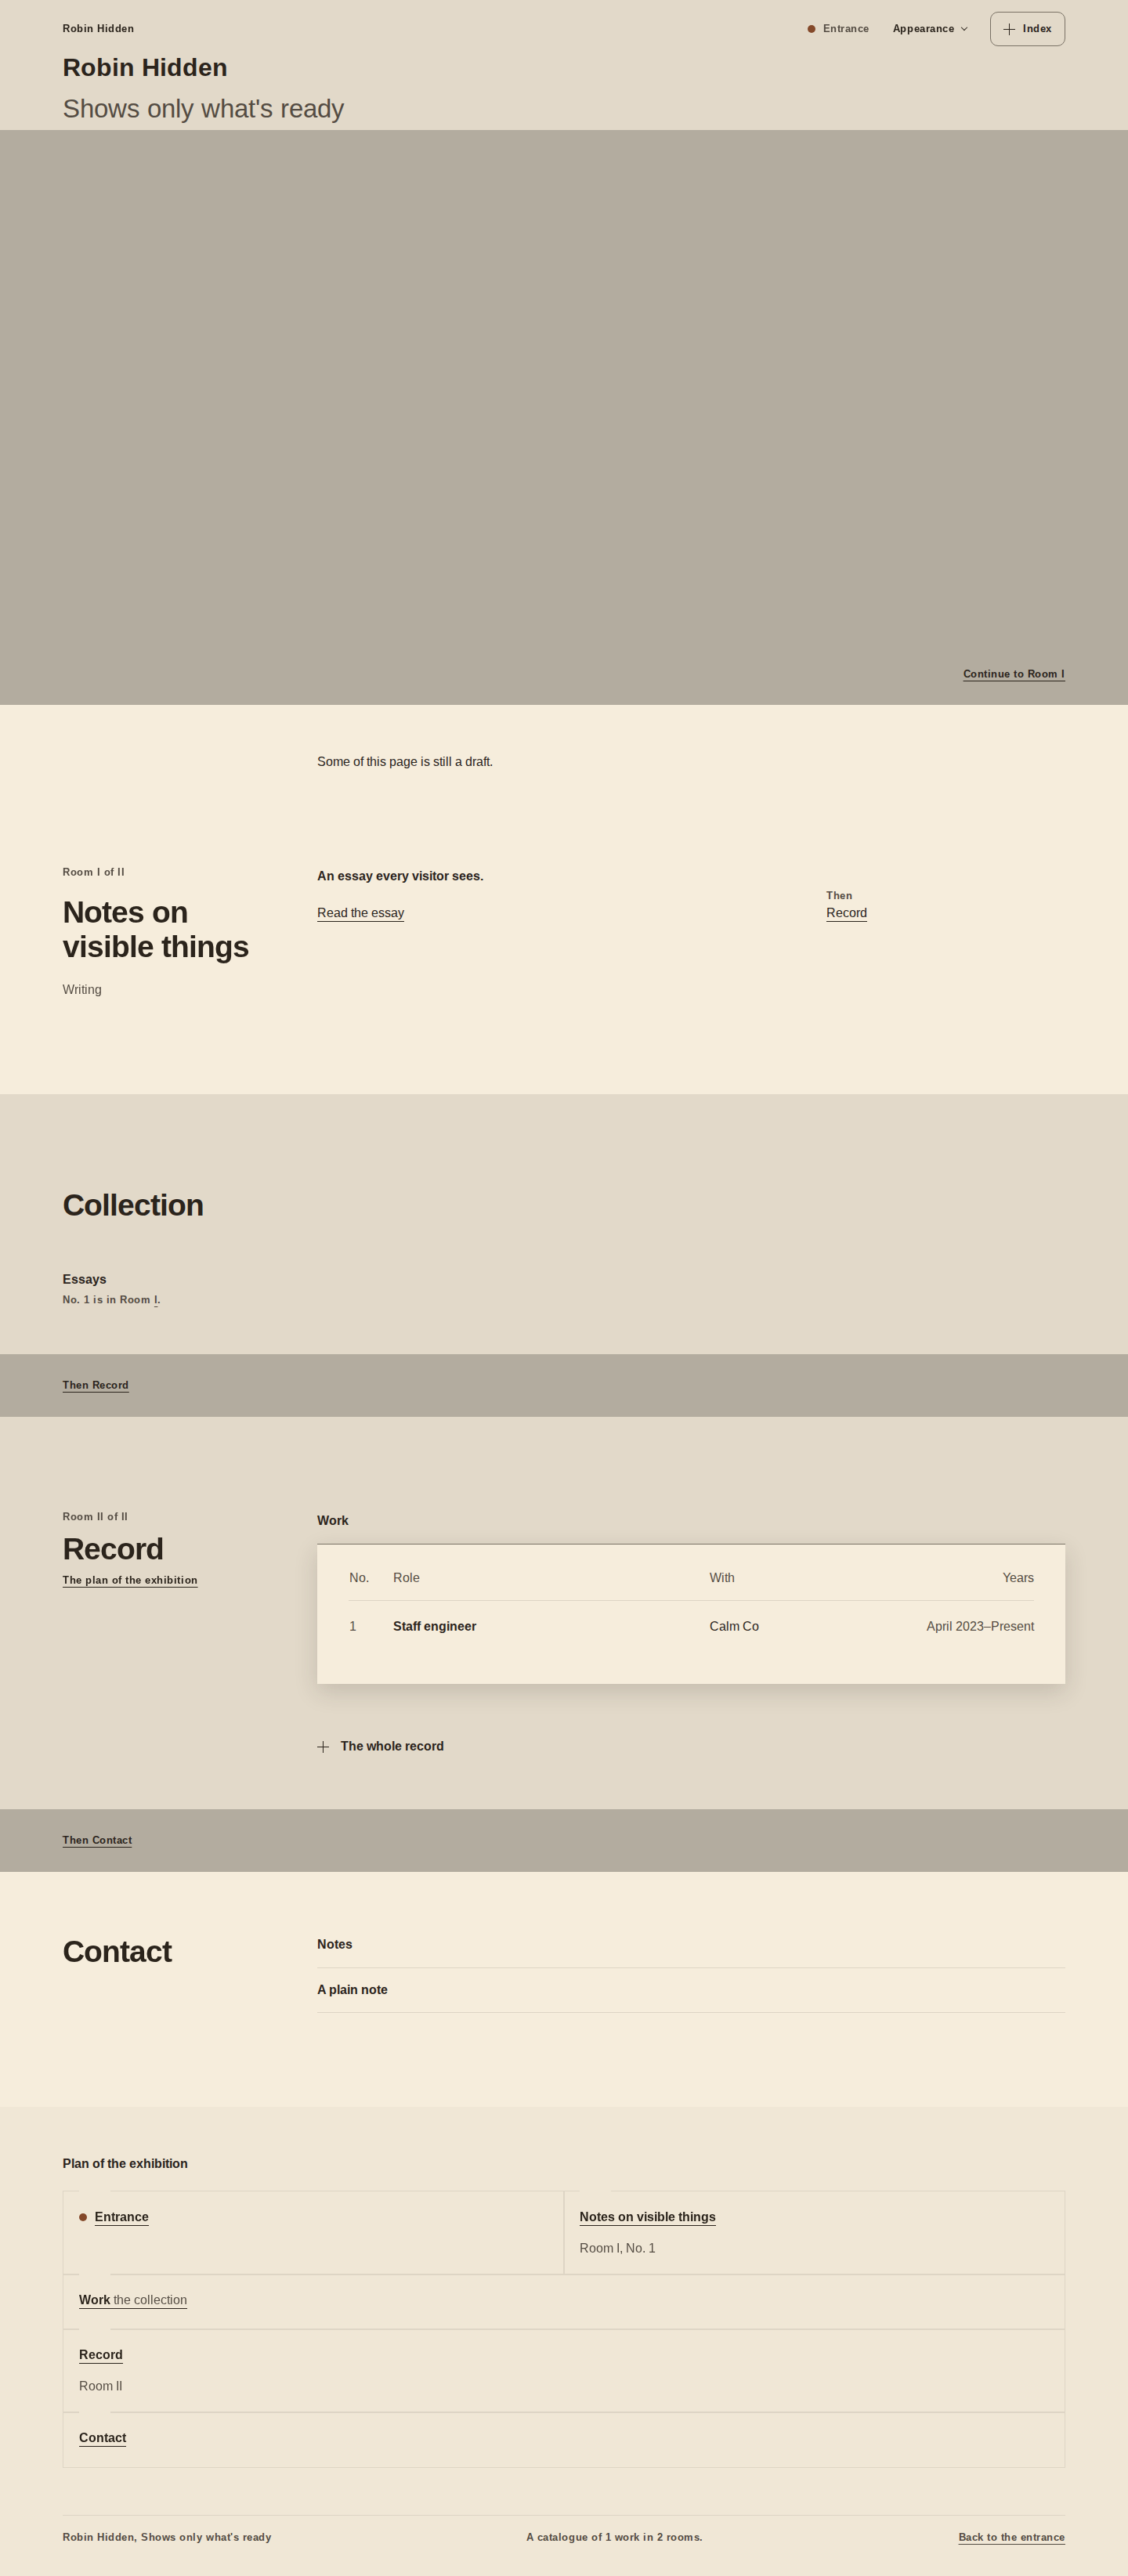 Robin Hidden
Entrance
Appearance
Index
Robin Hidden
Shows only what's ready
Continue to Room I
Some of this page is still a draft.
Room I of II
Notes on
visible things
Writing
An essay every visitor sees.
Read the essay
Then
Record
Collection
Essays
No. 1 is in Room I.
Then Record
Room II of II
Record
The plan of the exhibition
Work
No. Role With Years
1 Staff engineer Calm Co April 2023–Present
The whole record
Then Contact
Contact
Notes
A plain note
Plan of the exhibition
Entrance
Notes on visible things
Room I, No. 1
Work the collection
Record
Room II
Contact
Robin Hidden, Shows only what's ready
A catalogue of 1 work in 2 rooms.
Back to the entrance